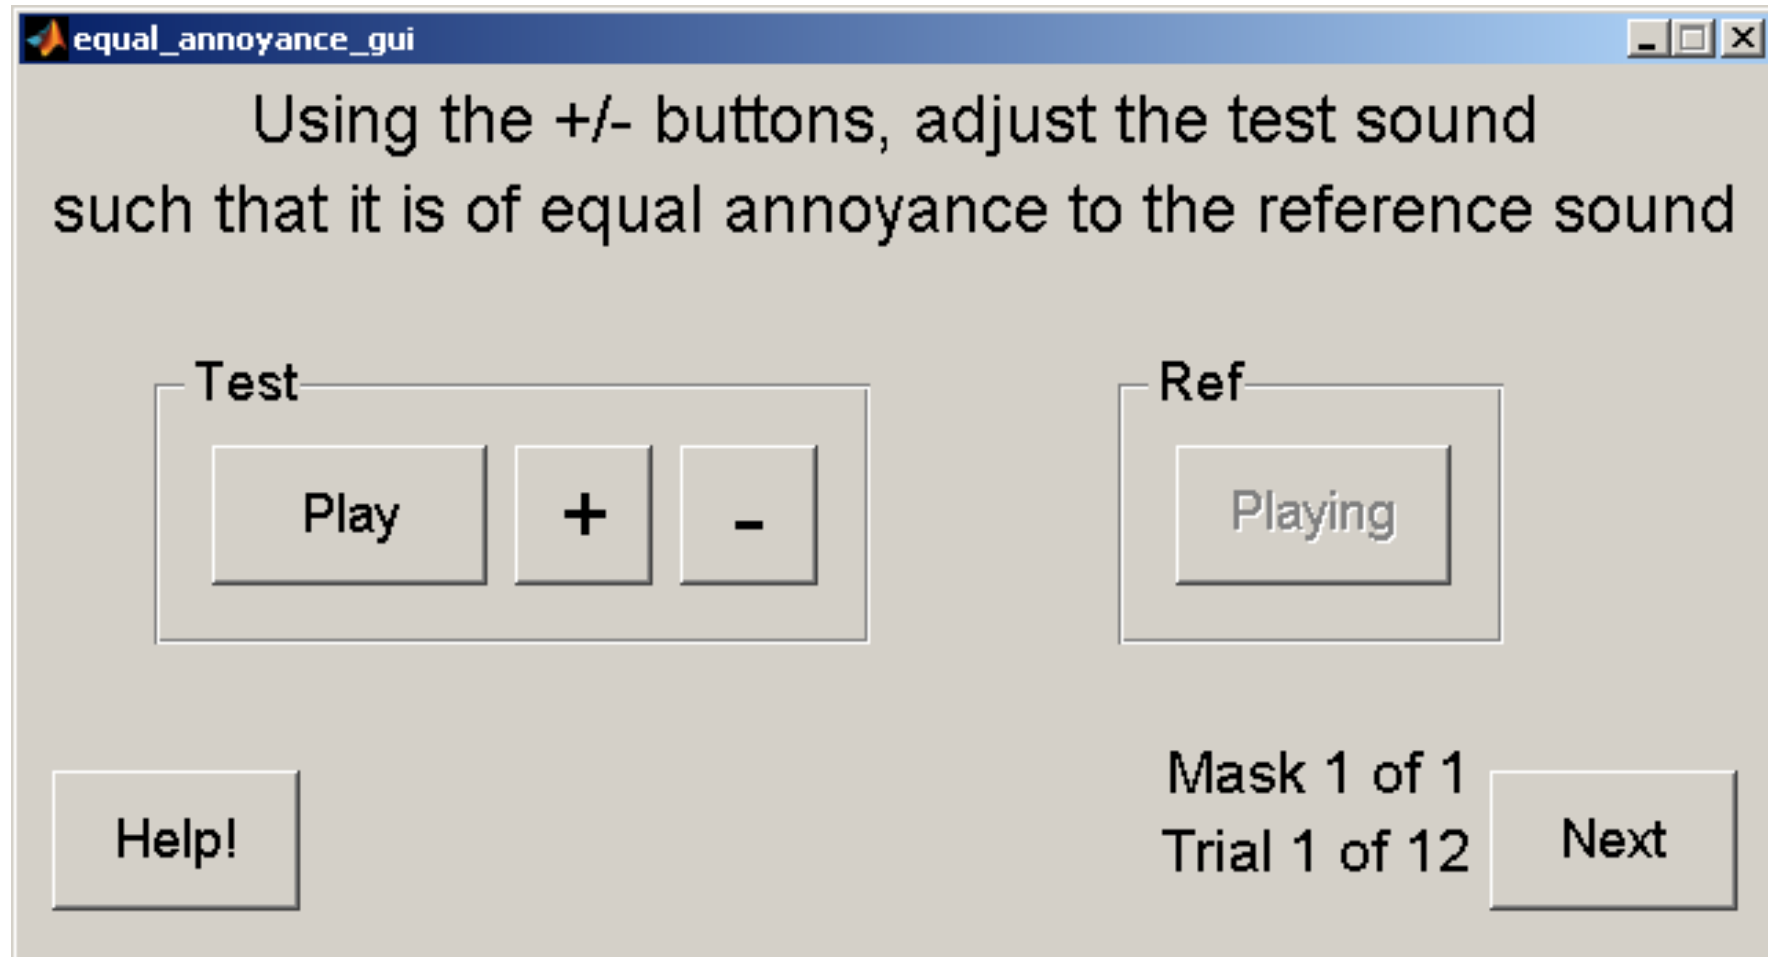 equal_annoyance_gui
Using the +/- buttons, adjust the test sound
such that it is of equal annoyance to the reference sound
Test
Ref
Play
+
-
Playing
Mask 1 of 1
Trial 1 of 12
Help!
Next